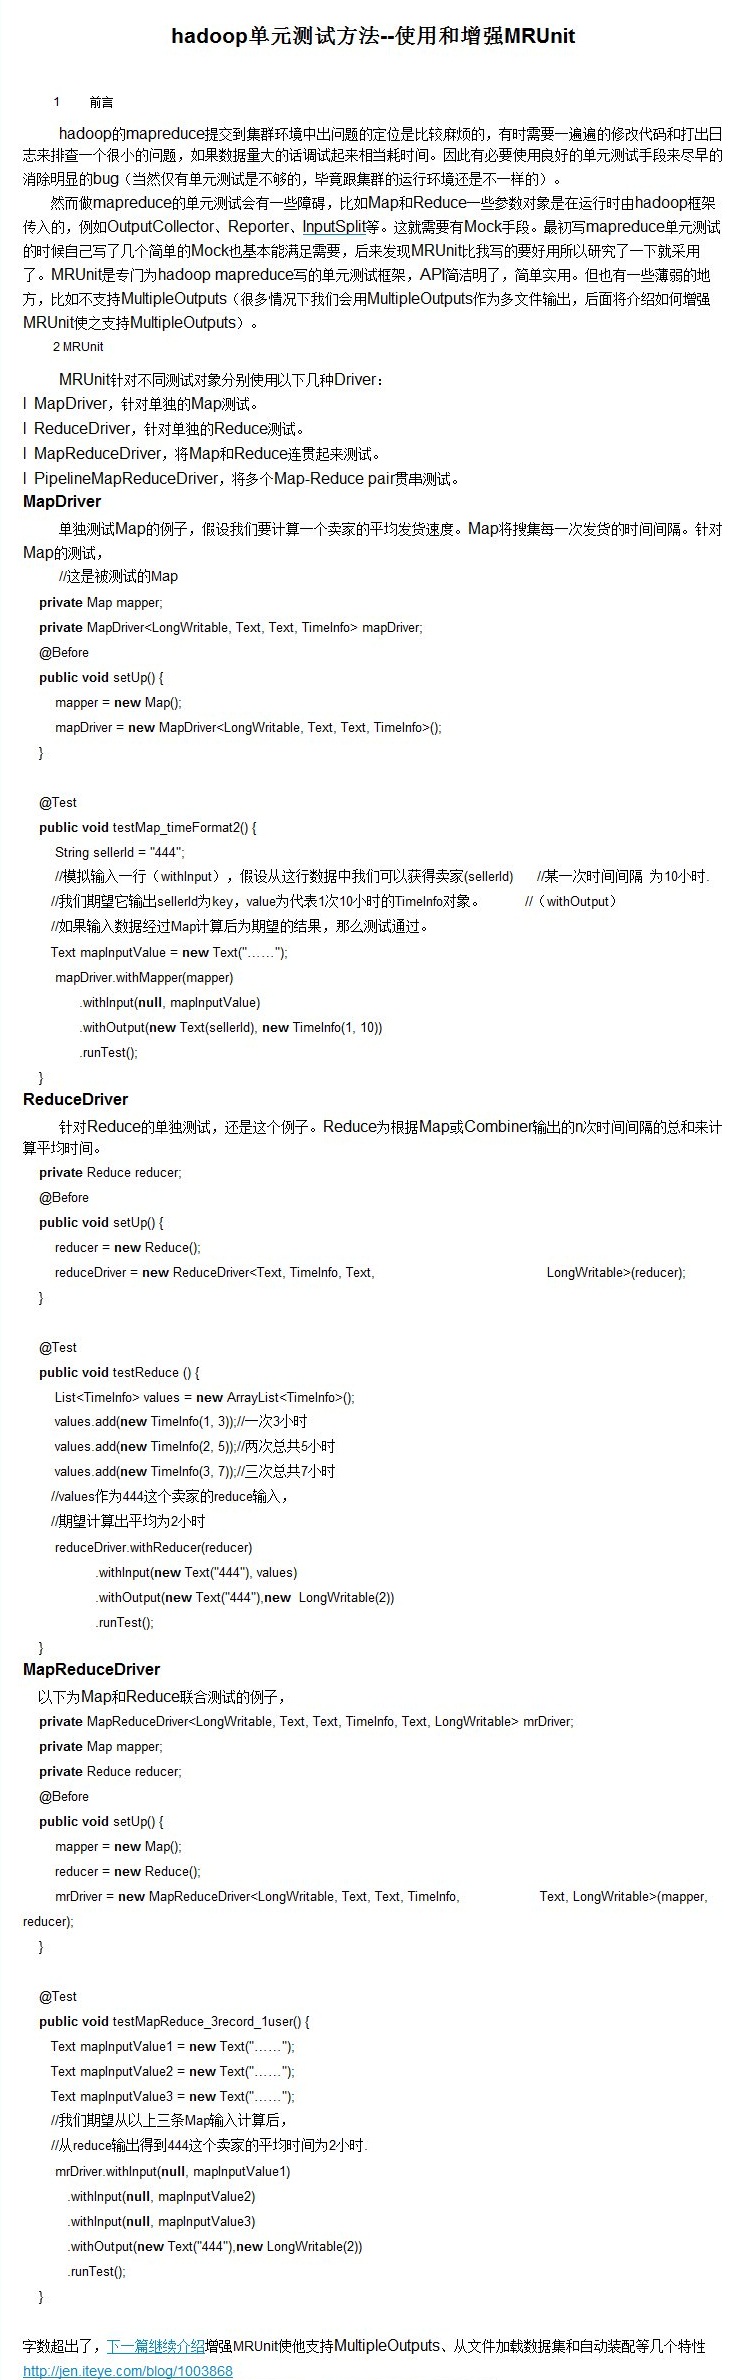 hadoop单元测试方法--使用和增强MRUnit
1 前言
hadoop的mapreduce提交到集群环境中出问题的定位是比较麻烦的，有时需要一遍遍的修改代码和打出日
志来排查一个很小的问题，如果数据量大的话调试起来相当耗时间。因此有必要使用良好的单元测试手段来尽早的
消除明显的bug（当然仅有单元测试是不够的，毕竟跟集群的运行环境还是不一样的）。
然而做mapreduce的单元测试会有一些障碍，比如Map和Reduce一些参数对象是在运行时由hadoop框架
传入的，例如OutputCollector、Reporter、InputSplit等。这就需要有Mock手段。最初写mapreduce单元测试
的时候自己写了几个简单的Mock也基本能满足需要，后来发现MRUnit比我写的要好用所以研究了一下就采用
了。MRUnit是专门为hadoop mapreduce写的单元测试框架，API简洁明了，简单实用。但也有一些薄弱的地
方，比如不支持MultipleOutputs（很多情况下我们会用MultipleOutputs作为多文件输出，后面将介绍如何增强
MRUnit使之支持MultipleOutputs）。
2 MRUnit
MRUnit针对不同测试对象分别使用以下几种Driver：
l MapDriver，针对单独的Map测试。
l ReduceDriver，针对单独的Reduce测试。
l MapReduceDriver，将Map和Reduce连贯起来测试。
l PipelineMapReduceDriver，将多个Map-Reduce pair贯串测试。
MapDriver
单独测试Map的例子，假设我们要计算一个卖家的平均发货速度。Map将搜集每一次发货的时间间隔。针对
Map的测试，
//这是被测试的Map
private Map mapper;
private MapDriver<LongWritable, Text, Text, TimeInfo> mapDriver;
@Before
public void setUp() {
mapper = new Map();
mapDriver = new MapDriver<LongWritable, Text, Text, TimeInfo>();
}
@Test
public void testMap_timeFormat2() {
String sellerId = "444";
//模拟输入一行（withInput），假设从这行数据中我们可以获得卖家(sellerId) //某一次时间间隔 为10小时.
//我们期望它输出sellerId为key，value为代表1次10小时的TimeInfo对象。 //（withOutput）
//如果输入数据经过Map计算后为期望的结果，那么测试通过。
Text mapInputValue = new Text("……");
mapDriver.withMapper(mapper)
.withInput(null, mapInputValue)
.withOutput(new Text(sellerId), new TimeInfo(1, 10))
.runTest();
}
ReduceDriver
针对Reduce的单独测试，还是这个例子。Reduce为根据Map或Combiner输出的n次时间间隔的总和来计
算平均时间。
private Reduce reducer;
@Before
public void setUp() {
reducer = new Reduce();
reduceDriver = new ReduceDriver<Text, TimeInfo, Text, LongWritable>(reducer);
}
@Test
public void testReduce () {
List<TimeInfo> values = new ArrayList<TimeInfo>();
values.add(new TimeInfo(1, 3));//一次3小时
values.add(new TimeInfo(2, 5));//两次总共5小时
values.add(new TimeInfo(3, 7));//三次总共7小时
//values作为444这个卖家的reduce输入，
//期望计算出平均为2小时
reduceDriver.withReducer(reducer)
.withInput(new Text("444"), values)
.withOutput(new Text("444"),new LongWritable(2))
.runTest();
}
MapReduceDriver
以下为Map和Reduce联合测试的例子，
private MapReduceDriver<LongWritable, Text, Text, TimeInfo, Text, LongWritable> mrDriver;
private Map mapper;
private Reduce reducer;
@Before
public void setUp() {
mapper = new Map();
reducer = new Reduce();
mrDriver = new MapReduceDriver<LongWritable, Text, Text, TimeInfo, Text, LongWritable>(mapper,
reducer);
}
@Test
public void testMapReduce_3record_1user() {
Text mapInputValue1 = new Text("……");
Text mapInputValue2 = new Text("……");
Text mapInputValue3 = new Text("……");
//我们期望从以上三条Map输入计算后，
//从reduce输出得到444这个卖家的平均时间为2小时.
mrDriver.withInput(null, mapInputValue1)
.withInput(null, mapInputValue2)
.withInput(null, mapInputValue3)
.withOutput(new Text("444"),new LongWritable(2))
.runTest();
}
字数超出了，下一篇继续介绍增强MRUnit使他支持MultipleOutputs、从文件加载数据集和自动装配等几个特性
http://jen.iteye.com/blog/1003868